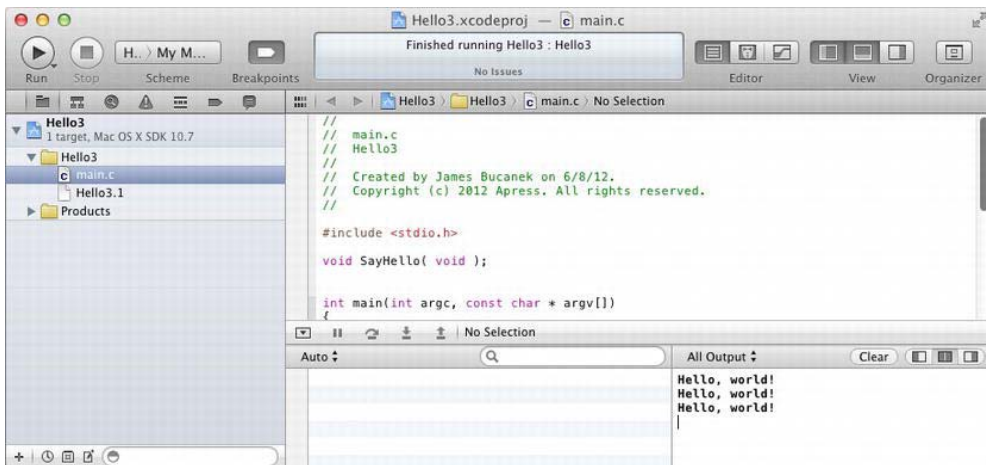 Hello3.xcodeproj — c main.c
H.. 〉 My M...
Finished running Hello3 : Hello3
No Issues
Run Stop Scheme Breakpoints Editor View Organizer
Hello3 〉 Hello3 〉 c main.c 〉 No Selection
Hello3
1 target, Mac OS X SDK 10.7
Hello3
c main.c
Hello3.1
Products
//
// main.c
// Hello3
//
// Created by James Bucanek on 6/8/12.
// Copyright (c) 2012 Apress. All rights reserved.
//
#include <stdio.h>
void SayHello( void );
int main(int argc, const char * argv[])
{
No Selection
Auto
All Output
Clear
Hello, world!
Hello, world!
Hello, world!